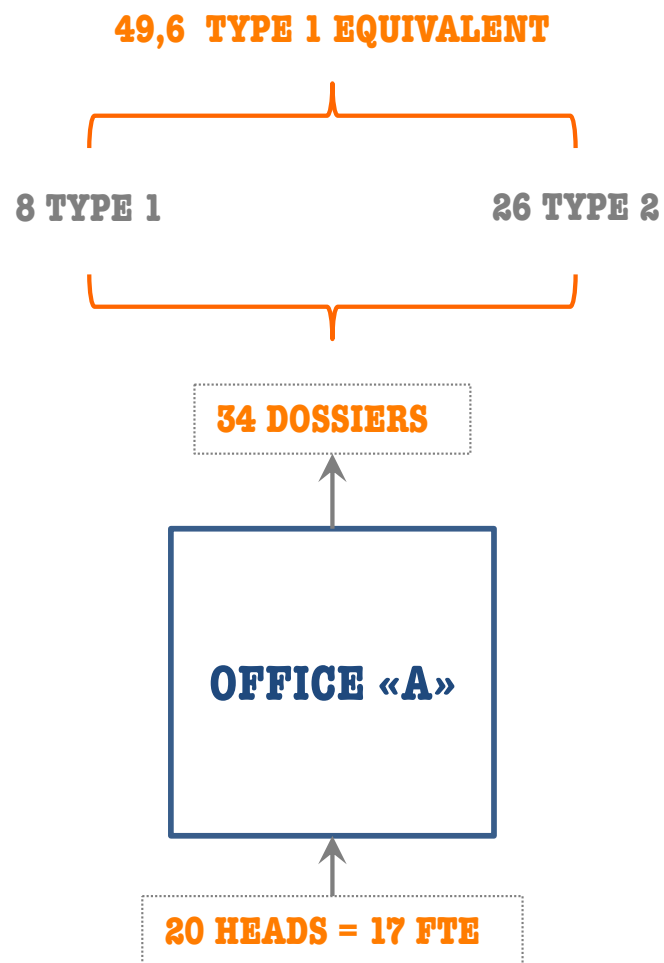 49,6 TYPE 1 EQUIVALENT
8 TYPE 1
26 TYPE 2
34 DOSSIERS
OFFICE «A»
20 HEADS = 17 FTE